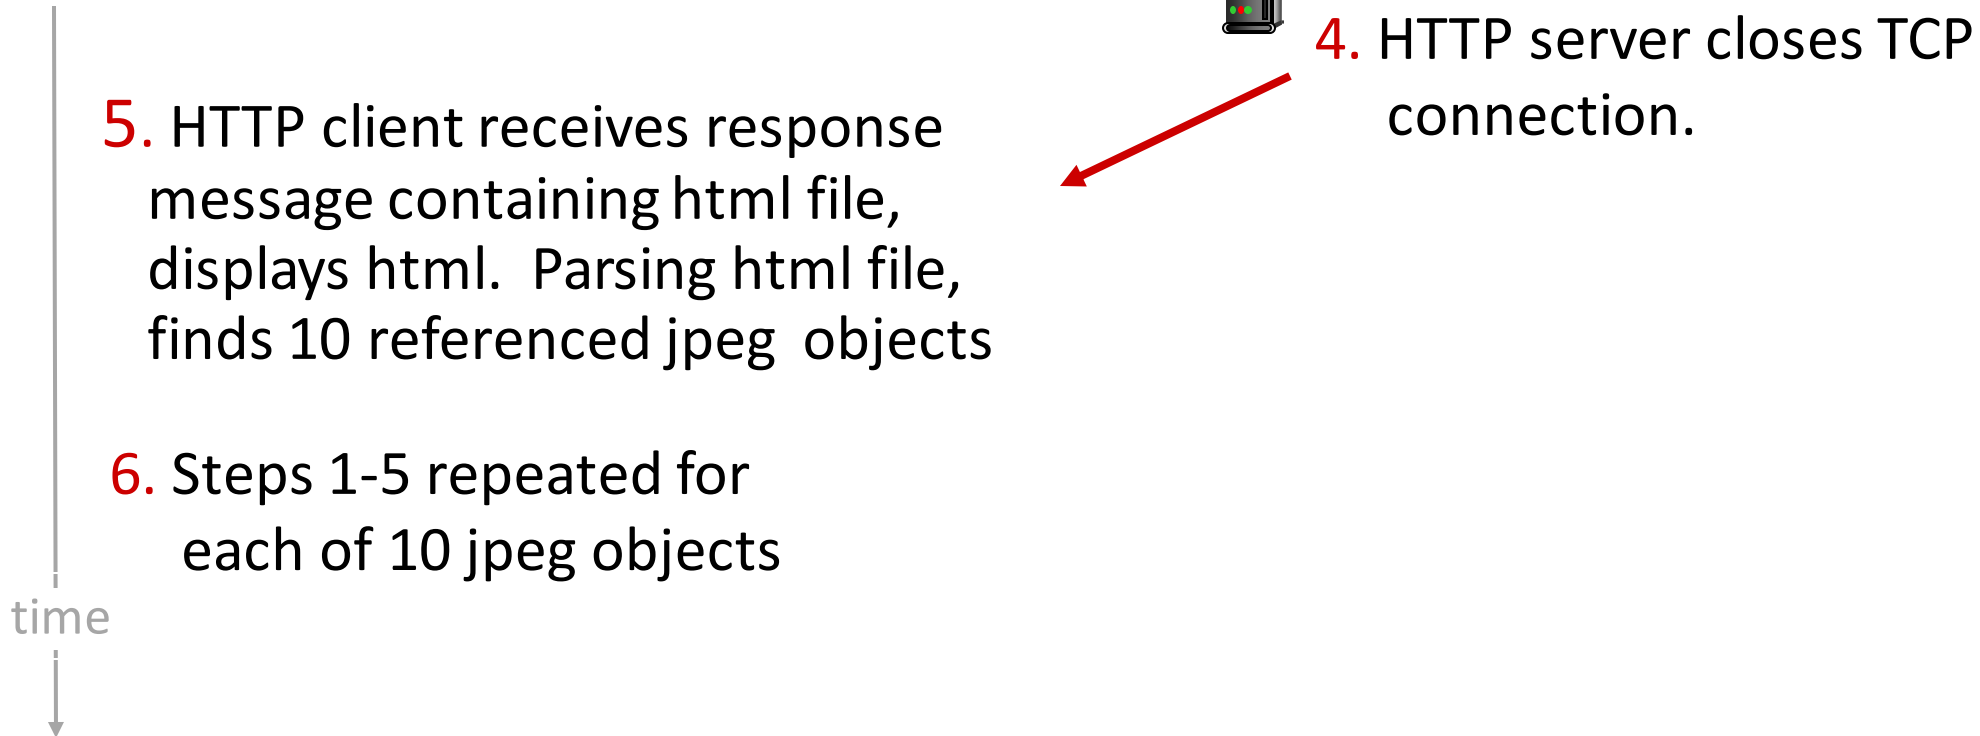 4. HTTP server closes TCP
connection.
5. HTTP client receives response
message containing html file,
displays html.  Parsing html file,
finds 10 referenced jpeg  objects
6. Steps 1-5 repeated for
each of 10 jpeg objects
time